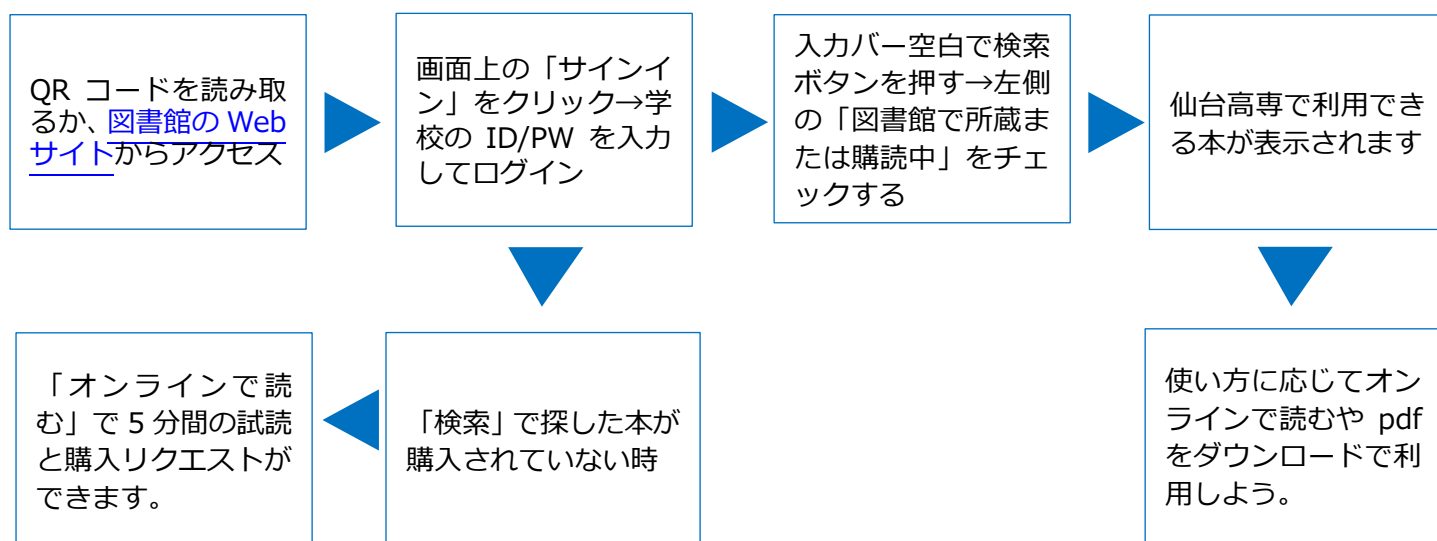 QR コードを読み取
るか、図書館の Web
サイトからアクセス
画面上の「サインイ
ン」をクリック→学
校の ID/PW を入力
してログイン
入力バー空白で検索
ボタンを押す→左側
の「図書館で所蔵ま
たは購読中」をチェ
ックする
仙台高専で利用でき
る本が表示されます
「オンラインで読
む」で 5 分間の試読
と購入リクエストが
できます。
「検索」で探した本が
購入されていない時
使い方に応じてオン
ラインで読むや pdf
をダウンロードで利
用しよう。